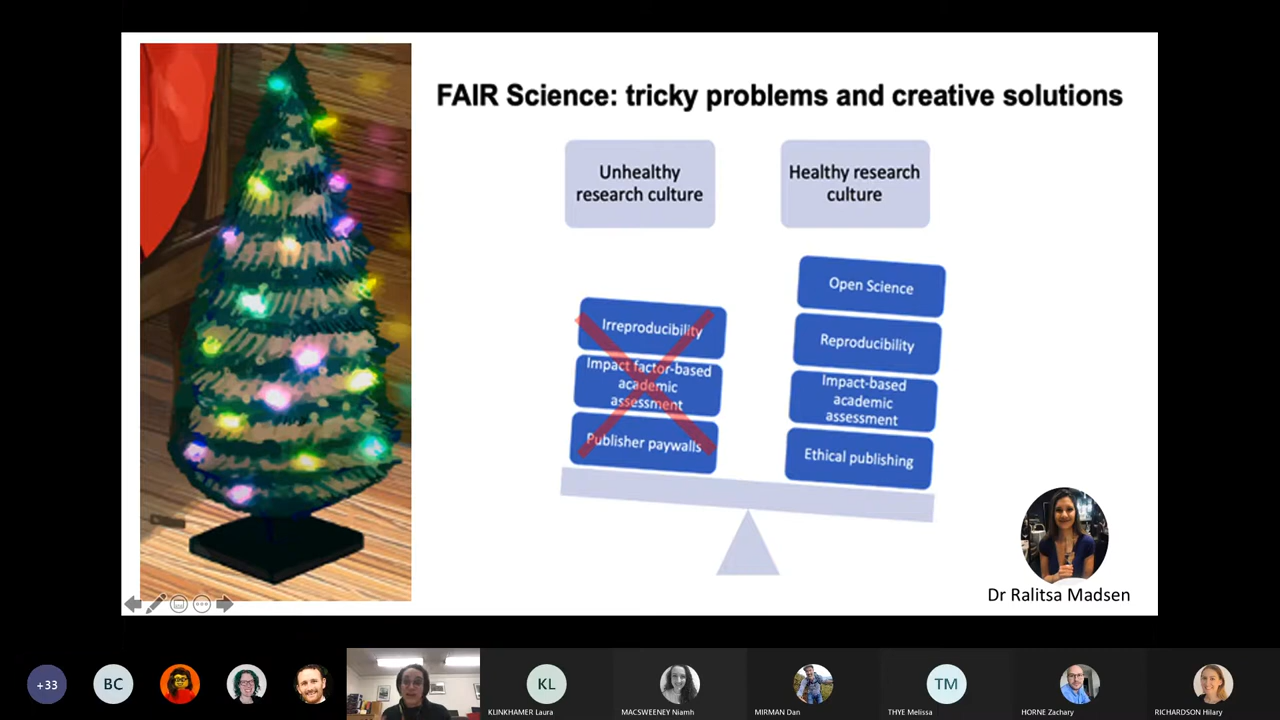 FAIR Science: tricky problems and creative solutions
Unhealthy
research culture
Healthy research
culture
Irreproducibility
Impact factor-based
academic
assessment
Publisher paywalls
Open Science
Reproducibility
Impact-based
academic
assessment
Ethical publishing
Dr Ralitsa Madsen
+33
BC
KL
KLINKHAMER Laura
MACSWEENEY Niamh
MIRMAN Dan
TM
THYE Melissa
HORNE Zachary
RICHARDSON Hilary